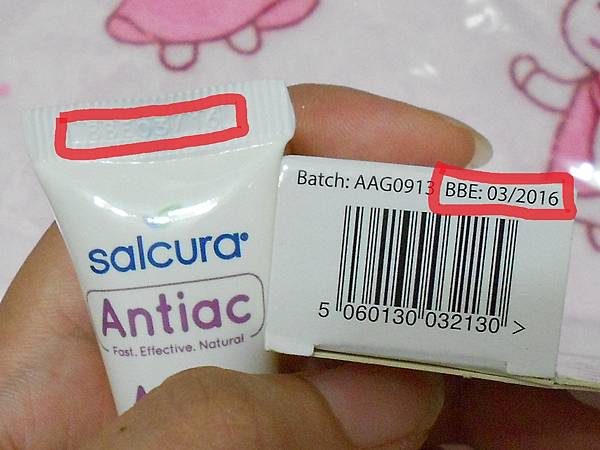 BBE 03/16
salcura
Antiac
Fast. Effective. Natural
Batch: AAG0913 BBE: 03/2016
5 060130 032130 >